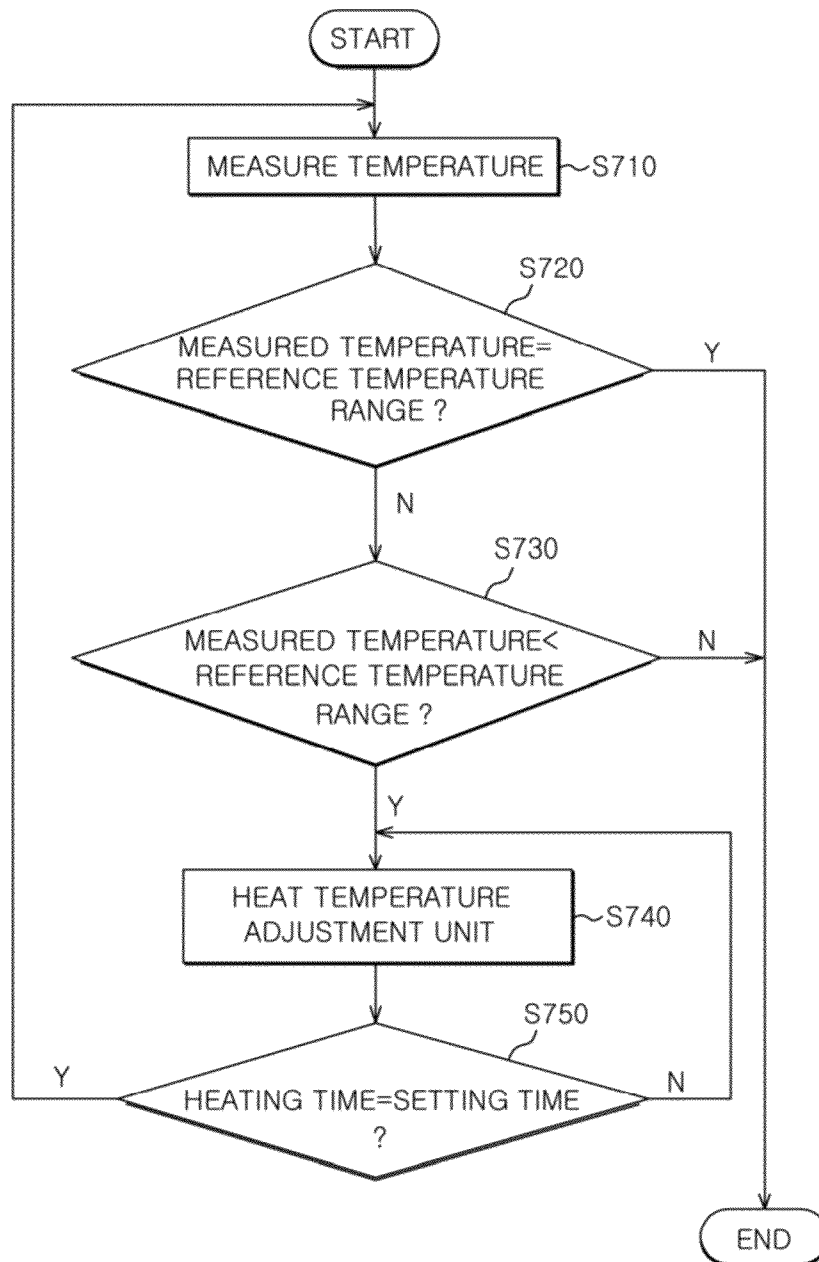 START
MEASURE TEMPERATURE
S710
S720
MEASURED TEMPERATURE=
REFERENCE TEMPERATURE
RANGE ?
Y
N
S730
MEASURED TEMPERATURE<
REFERENCE TEMPERATURE
RANGE ?
N
Y
HEAT TEMPERATURE
ADJUSTMENT UNIT
S740
S750
Y
HEATING TIME=SETTING TIME
?
N
END